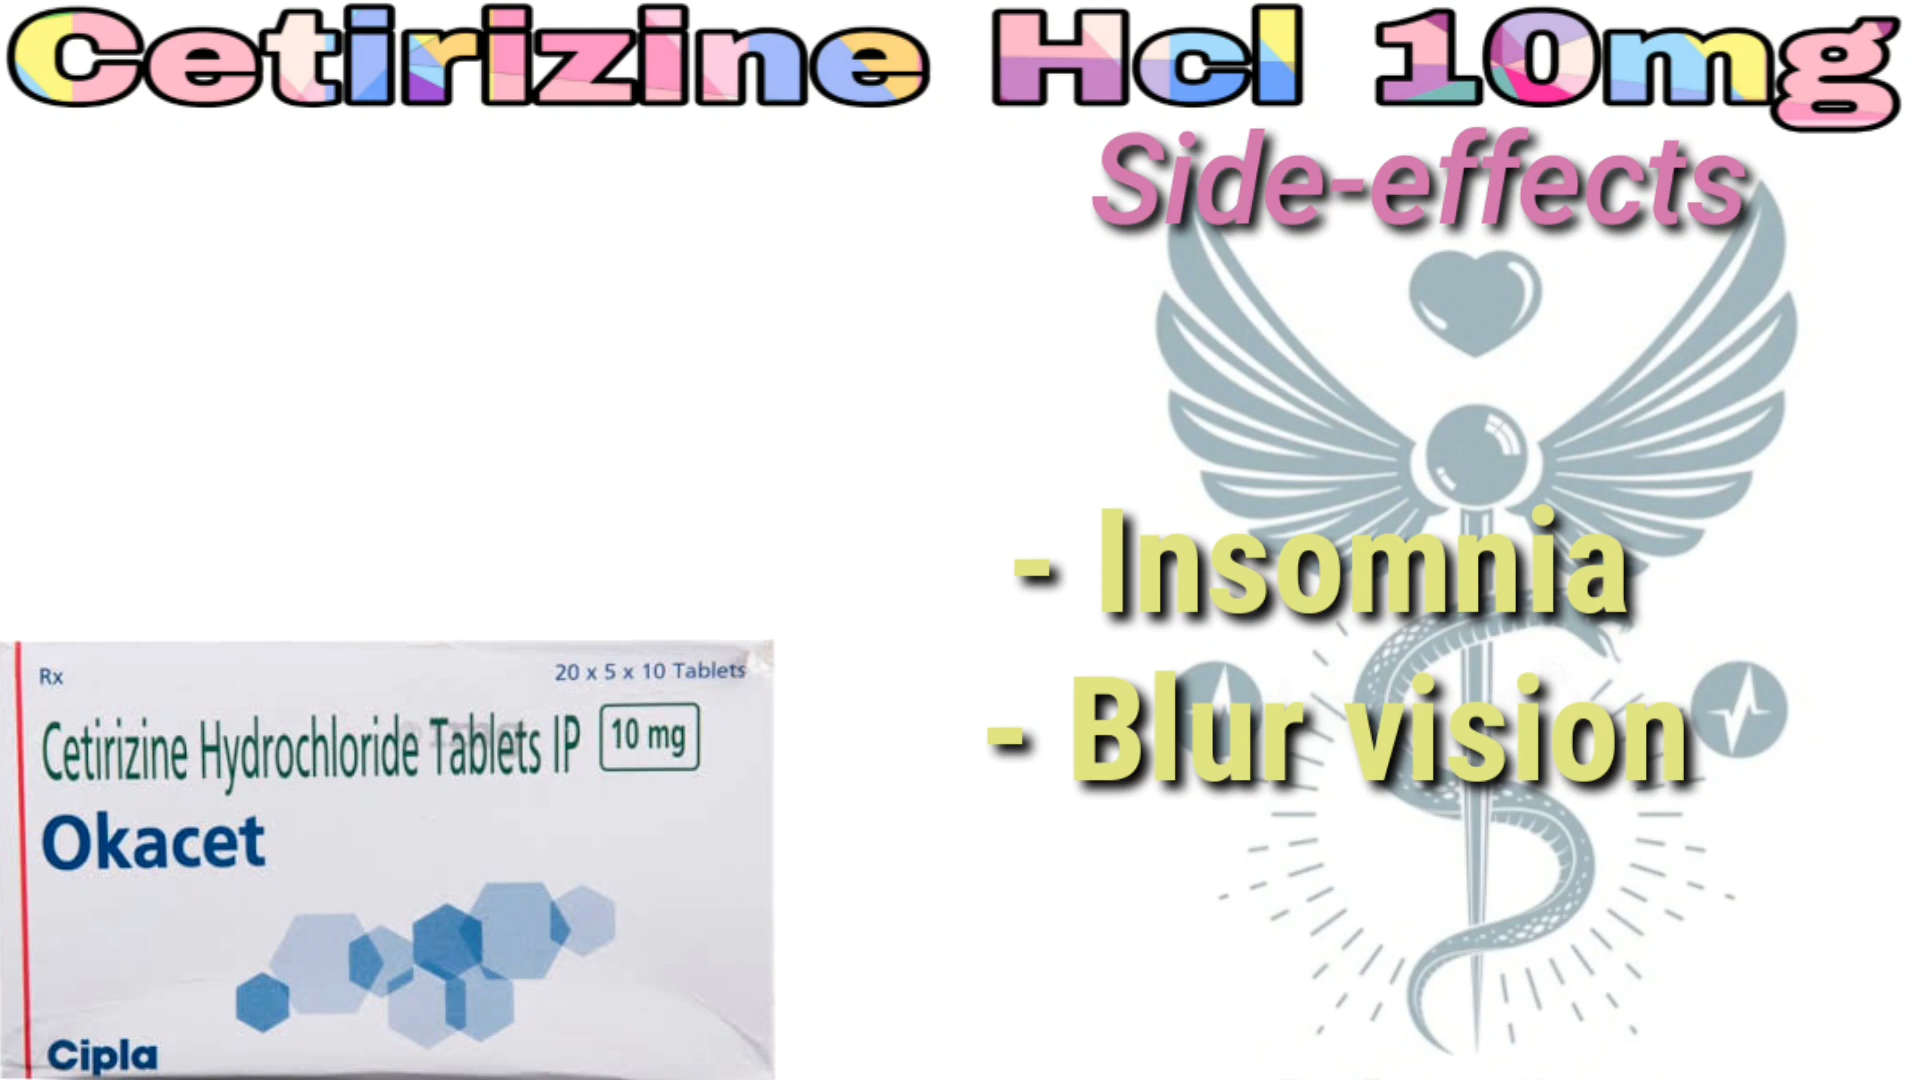 Cetirizine Hcl 10mg
Side-effects
- Insomnia
- Blur vision
Rx
20 x 5 x 10 Tablets
Cetirizine Hydrochloride Tablets IP 10 mg
Okacet
Cipla